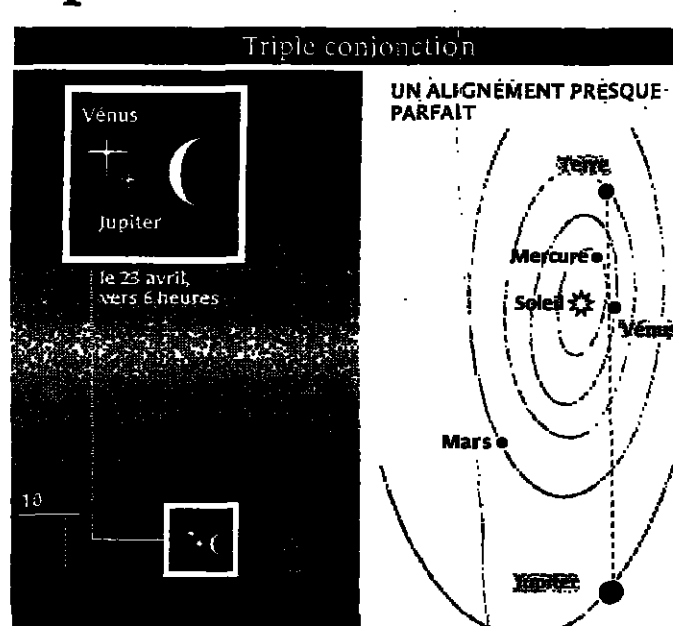 Triple conjonction
Vénus
Jupiter
le 23 avril,
vers 6 heures
10
UN ALIGNEMENT PRESQUE-
PARFAIT
Terre
Mercure
Soleil
Vénus
Mars
Jupiter